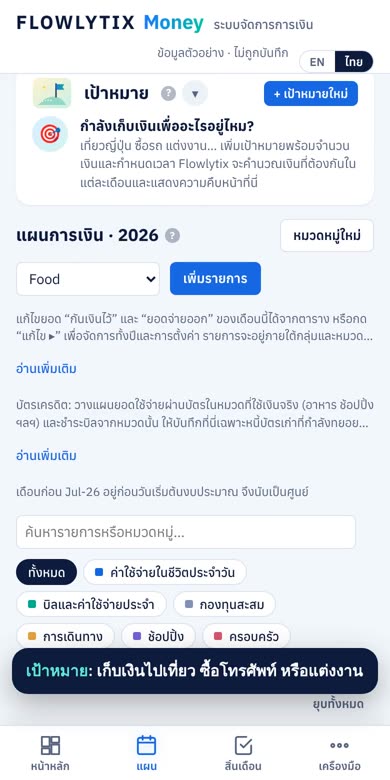 FLOWLYTIX Money ระบบจัดการการเงิน
ข้อมูลตัวอย่าง · ไม่ถูกบันทึก
EN ไทย
เป้าหมาย ? ▾ + เป้าหมายใหม่
กำลังเก็บเงินเพื่ออะไรอยู่ไหม?
เที่ยวญี่ปุ่น ซื้อรถ แต่งงาน... เพิ่มเป้าหมายพร้อมจำนวน
เงินและกำหนดเวลา Flowlytix จะคำนวณเงินที่ต้องกันใน
แต่ละเดือนและแสดงความคืบหน้าที่นี่
แผนการเงิน · 2026 ? หมวดหมู่ใหม่
Food เพิ่มรายการ
แก้ไขยอด “กันเงินไว้” และ “ยอดจ่ายออก” ของเดือนนี้ได้จากตาราง หรือกด
“แก้ไข ▸” เพื่อจัดการทั้งปีและการตั้งค่า รายการจะอยู่ภายใต้กลุ่มและหมวด...
อ่านเพิ่มเติม
บัตรเครดิต: วางแผนยอดใช้จ่ายผ่านบัตรในหมวดที่ใช้เงินจริง (อาหาร ช้อปปิ้ง
ฯลฯ) และชำระบิลจากหมวดนั้น ให้บันทึกที่นี่เฉพาะหนี้บัตรเก่าที่กำลังทยอย...
อ่านเพิ่มเติม
เดือนก่อน Jul-26 อยู่ก่อนวันเริ่มต้นงบประมาณ จึงนับเป็นศูนย์
ค้นหารายการหรือหมวดหมู่...
ทั้งหมด ค่าใช้จ่ายในชีวิตประจำวัน
บิลและค่าใช้จ่ายประจำ กองทุนสะสม
การเดินทาง ช้อปปิ้ง ครอบครัว
เป้าหมาย: เก็บเงินไปเที่ยว ซื้อโทรศัพท์ หรือแต่งงาน
ยุบทั้งหมด
หน้าหลัก แผน สิ้นเดือน เครื่องมือ